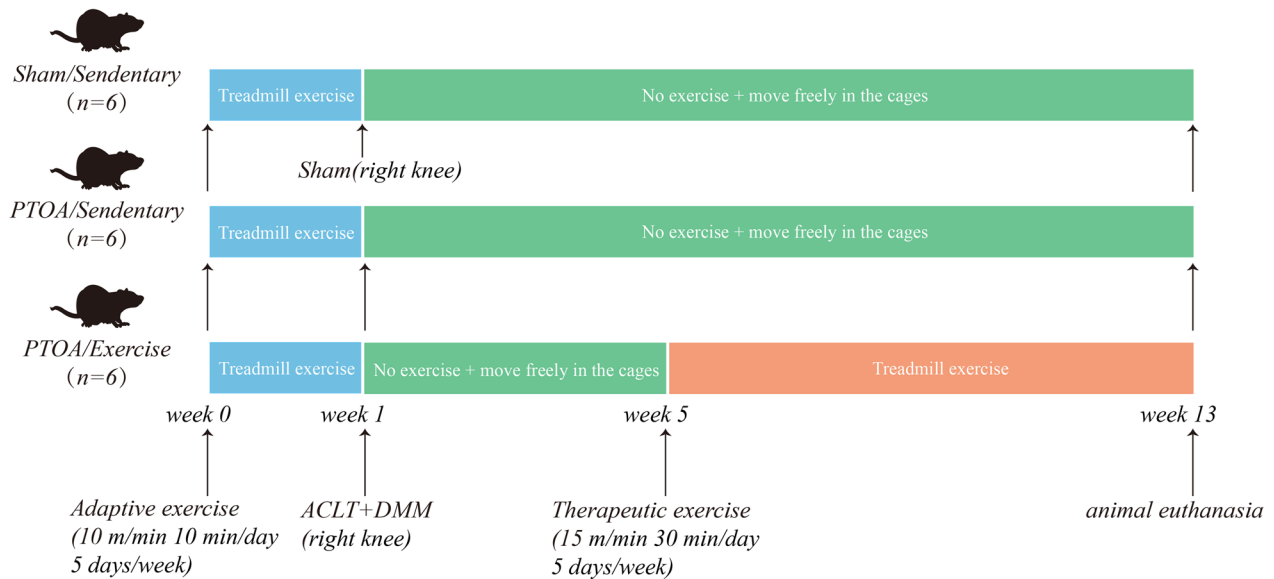 Sham/Sendentary
(n=6)
Treadmill exercise
No exercise + move freely in the cages
Sham(right knee)
PTOA/Sendentary
(n=6)
Treadmill exercise
No exercise + move freely in the cages
PTOA/Exercise
(n=6)
Treadmill exercise
No exercise + move freely in the cages
Treadmill exercise
week 0
week 1
week 5
week 13
Adaptive exercise
(10 m/min 10 min/day
5 days/week)
ACLT+DMM
(right knee)
Therapeutic exercise
(15 m/min 30 min/day
5 days/week)
animal euthanasia